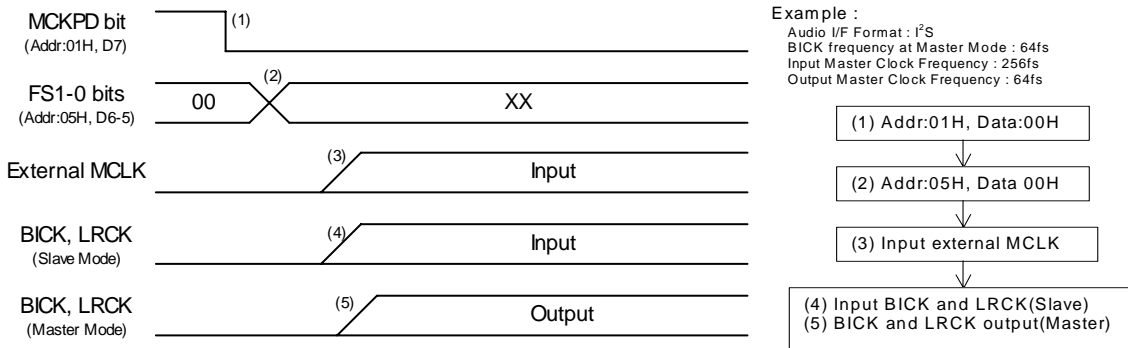 MCKPD bit
(Addr:01H, D7)
(1)
FS1-0 bits
(Addr:05H, D6-5)
00
(2)
XX
External MCLK
(3)
Input
BICK, LRCK
(Slave Mode)
(4)
Input
BICK, LRCK
(Master Mode)
(5)
Output
Example :
Audio I/F Format : I²S
BICK frequency at Master Mode : 64fs
Input Master Clock Frequency : 256fs
Output Master Clock Frequency : 64fs
(1) Addr:01H, Data:00H
(2) Addr:05H, Data 00H
(3) Input external MCLK
(4) Input BICK and LRCK(Slave)
(5) BICK and LRCK output(Master)